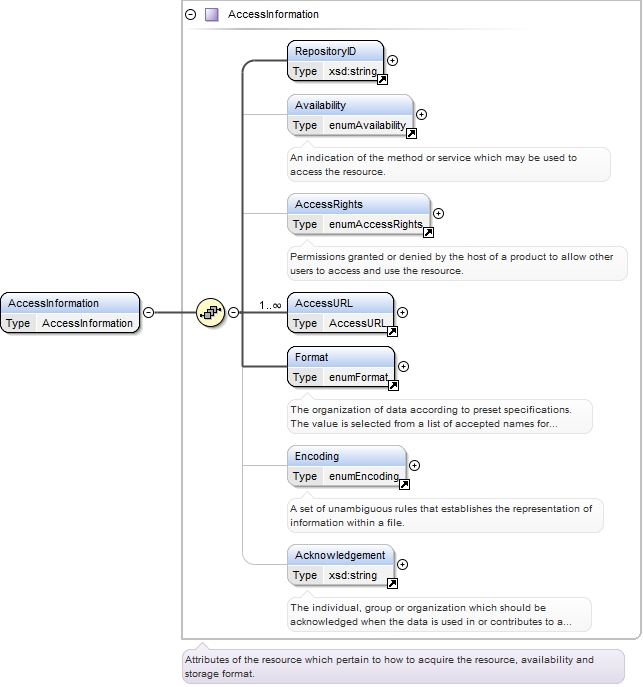 AccessInformation
RepositoryID
Type xsd:string
Availability
Type enumAvailability
An indication of the method or service which may be used to
access the resource.
AccessRights
Type enumAccessRights
Permissions granted or denied by the host of a product to allow other
users to access and use the resource.
AccessInformation
Type AccessInformation
1..∞
AccessURL
Type AccessURL
Format
Type enumFormat
The organization of data according to preset specifications.
The value is selected from a list of accepted names for...
Encoding
Type enumEncoding
A set of unambiguous rules that establishes the representation of
information within a file.
Acknowledgement
Type xsd:string
The individual, group or organization which should be
acknowledged when the data is used in or contributes to a...
Attributes of the resource which pertain to how to acquire the resource, availability and
storage format.